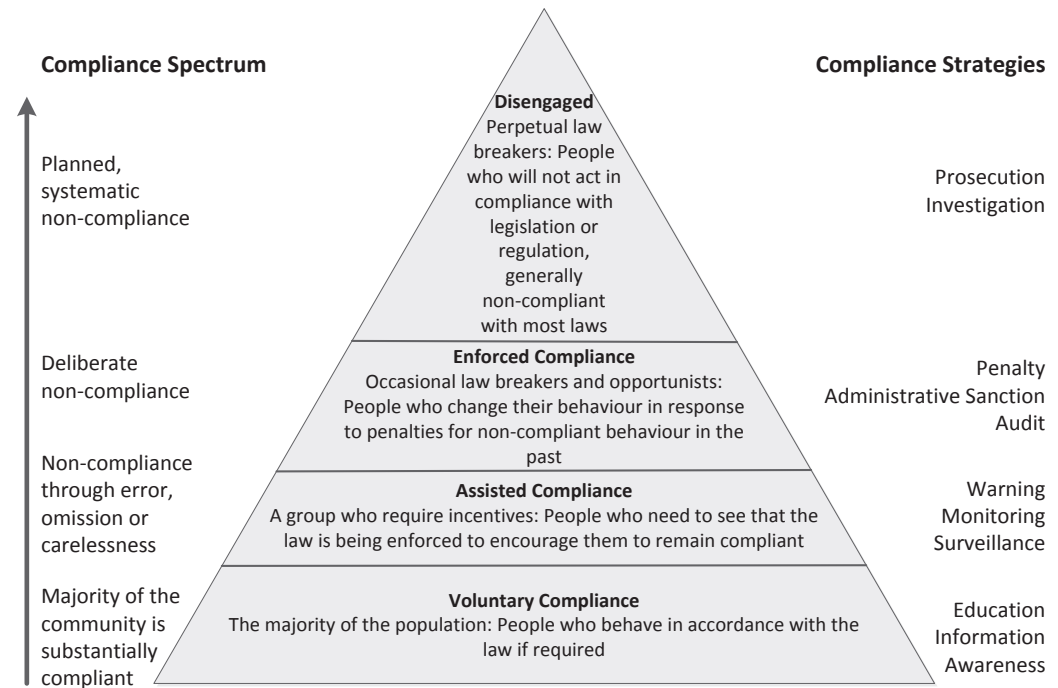 Compliance Spectrum
Compliance Strategies
Disengaged
Perpetual law
breakers: People
who will not act in
compliance with
legislation or
regulation,
generally
non-compliant
with most laws
Planned,
systematic
non-compliance
Prosecution
Investigation
Enforced Compliance
Occasional law breakers and opportunists:
People who change their behaviour in response
to penalties for non-compliant behaviour in the
past
Deliberate
non-compliance
Penalty
Administrative Sanction
Audit
Non-compliance
through error,
omission or
carelessness
Assisted Compliance
A group who require incentives: People who need to see that the
law is being enforced to encourage them to remain compliant
Warning
Monitoring
Surveillance
Majority of the
community is
substantially
compliant
Voluntary Compliance
The majority of the population: People who behave in accordance with the
law if required
Education
Information
Awareness